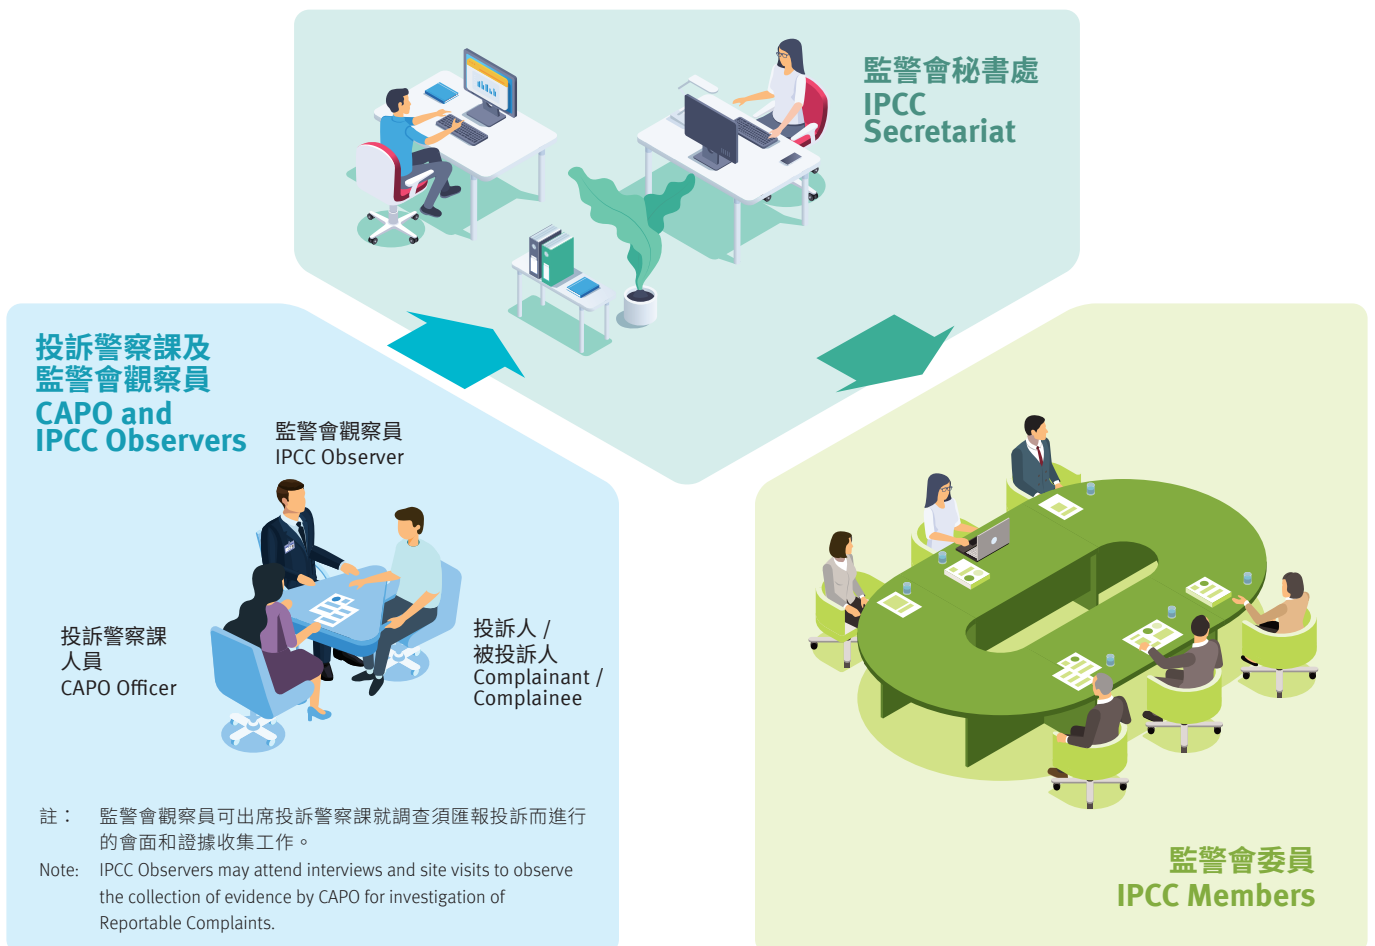 監警會秘書處
IPCC
Secretariat
投訴警察課及
監警會觀察員
CAPO and
IPCC Observers
監警會觀察員
IPCC Observer
投訴警察課
人員
CAPO Officer
投訴人 /
被投訴人
Complainant /
Complainee
註： 監警會觀察員可出席投訴警察課就調查須匯報投訴而進行
的會面和證據收集工作。
Note: IPCC Observers may attend interviews and site visits to observe
the collection of evidence by CAPO for investigation of
Reportable Complaints.
監警會委員
IPCC Members